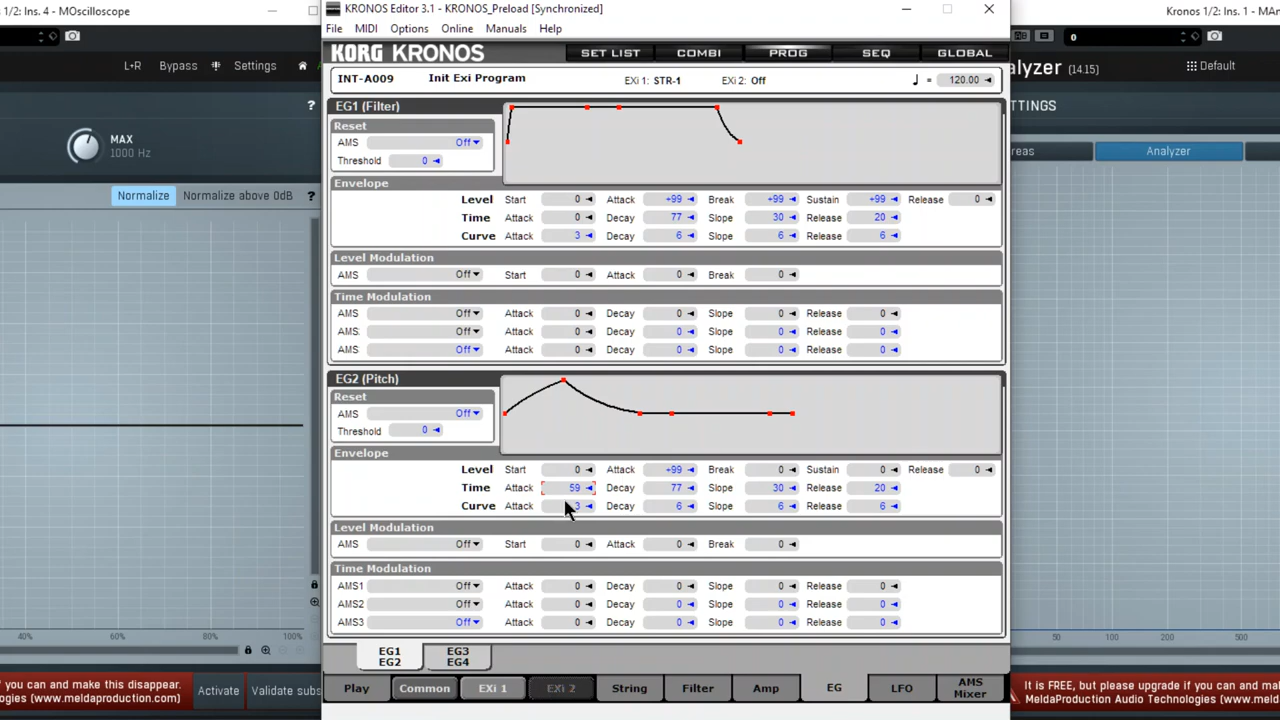 1/2: Ins. 4 - MOscilloscope
KRONOS Editor 3.1 - KRONOS_Preload [Synchronized]
Kronos 1/2: Ins. 1 - MAn
File MIDI Options Online Manuals Help
0
L+R Bypass Settings
KORG KRONOS
SET LIST COMBI PROG SEQ GLOBAL
alyzer (14.15) Default
INT-A009 Init Exi Program EXi 1: STR-1 EXi 2: Off = 120.00
EG1 (Filter)
?
TTINGS
Reset
MAX
1000 Hz
AMS Off
Threshold 0
reas Analyzer
Envelope
Normalize Normalize above 0dB ?
Level Start 0 Attack +99 Break +99 Sustain +99 Release 0
Time Attack 0 Decay 77 Slope 30 Release 20
Curve Attack 3 Decay 6 Slope 6 Release 6
Level Modulation
AMS Off Start 0 Attack 0 Break 0
Time Modulation
AMS Off Attack 0 Decay 0 Slope 0 Release 0
AMS Off Attack 0 Decay 0 Slope 0 Release 0
AMS Off Attack 0 Decay 0 Slope 0 Release 0
EG2 (Pitch)
Reset
AMS Off
Threshold 0
Envelope
Level Start 0 Attack +99 Break 0 Sustain 0 Release 0
Time Attack 59 Decay 77 Slope 30 Release 20
Curve Attack 3 Decay 6 Slope 6 Release 6
Level Modulation
AMS Off Start 0 Attack 0 Break 0
Time Modulation
AMS1 Off Attack 0 Decay 0 Slope 0 Release 0
AMS2 Off Attack 0 Decay 0 Slope 0 Release 0
AMS3 Off Attack 0 Decay 0 Slope 0 Release 0
40% 60% 80% 100%
50 100 500
EG1
EG2
EG3
EG4
if you can and make this disappear.
logies (www.meldaproduction.com)
Activate Validate subs
Play Common EXi 1 EXi 2 String Filter Amp EG LFO AMS Mixer
It is FREE, but please upgrade if you can and
MeldaProduction Audio Technologies (www.m